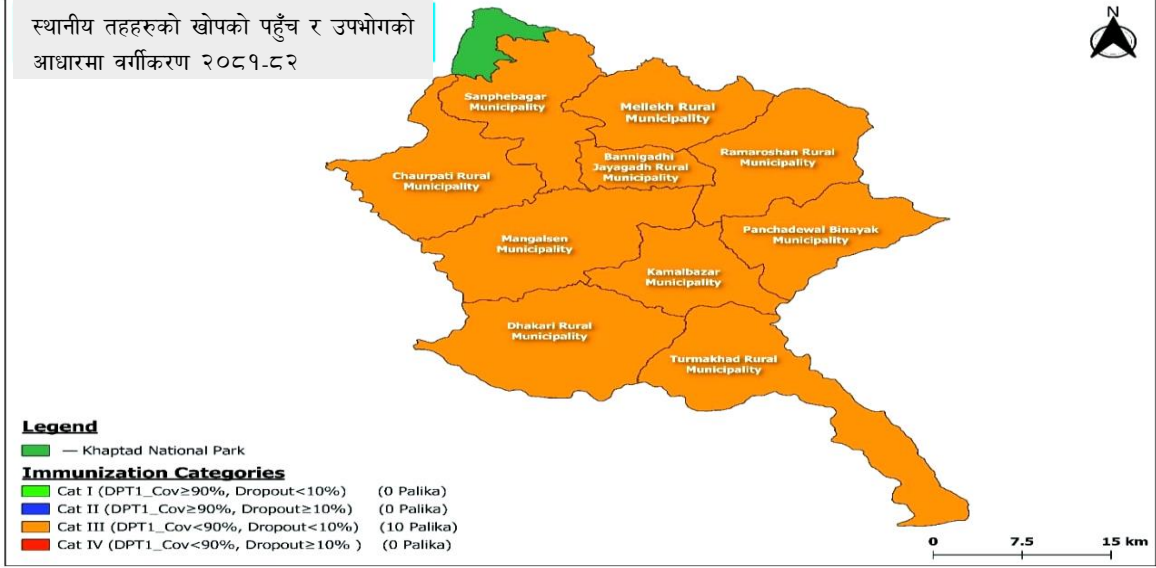 स्थानीय तहहरुको खोपको पहुँच र उपभोगको
आधारमा वर्गीकरण २०८१-८२
N
Sanphebagar
Municipality
Mellekh Rural
Municipality
Bannigadhi
Jayagadh Rural
Municipality
Ramaroshan Rural
Municipality
Chaurpati Rural
Municipality
Mangalsen
Municipality
Panchadewal Binayak
Municipality
Kamalbazar
Municipality
Dhakari Rural
Municipality
Turmakhad Rural
Municipality
Legend
— Khaptad National Park
Immunization Categories
Cat I (DPT1_Cov≥90%, Dropout<10%) (0 Palika)
Cat II (DPT1_Cov≥90%, Dropout≥10%) (0 Palika)
Cat III (DPT1_Cov<90%, Dropout<10%) (10 Palika)
Cat IV (DPT1_Cov<90%, Dropout≥10% ) (0 Palika)
0 7.5 15 km